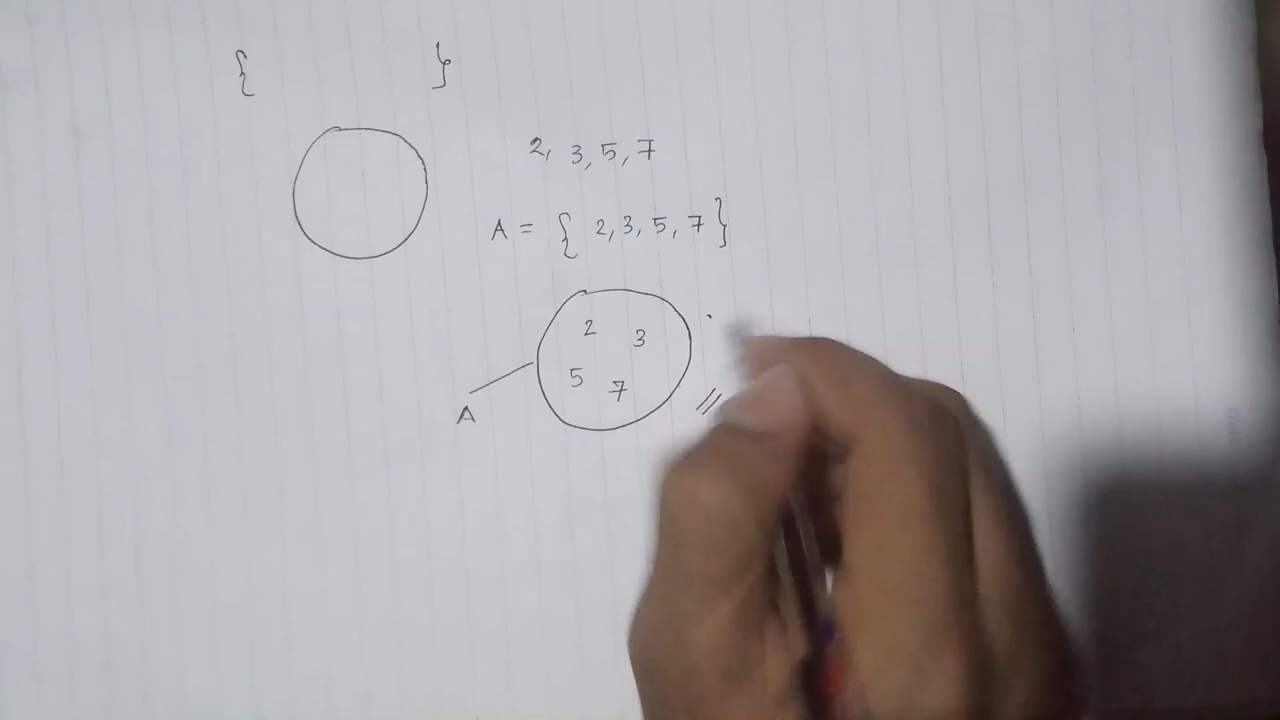 { }
2, 3, 5, 7
A = { 2, 3, 5, 7 }
2 3
5 7
A